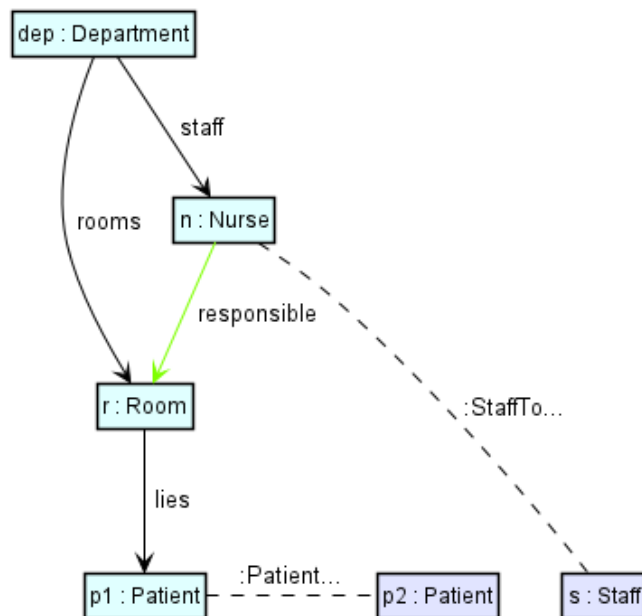 dep : Department
staff
rooms
n : Nurse
responsible
r : Room
:StaffTo...
lies
:Patient...
p1 : Patient
p2 : Patient
s : Staff